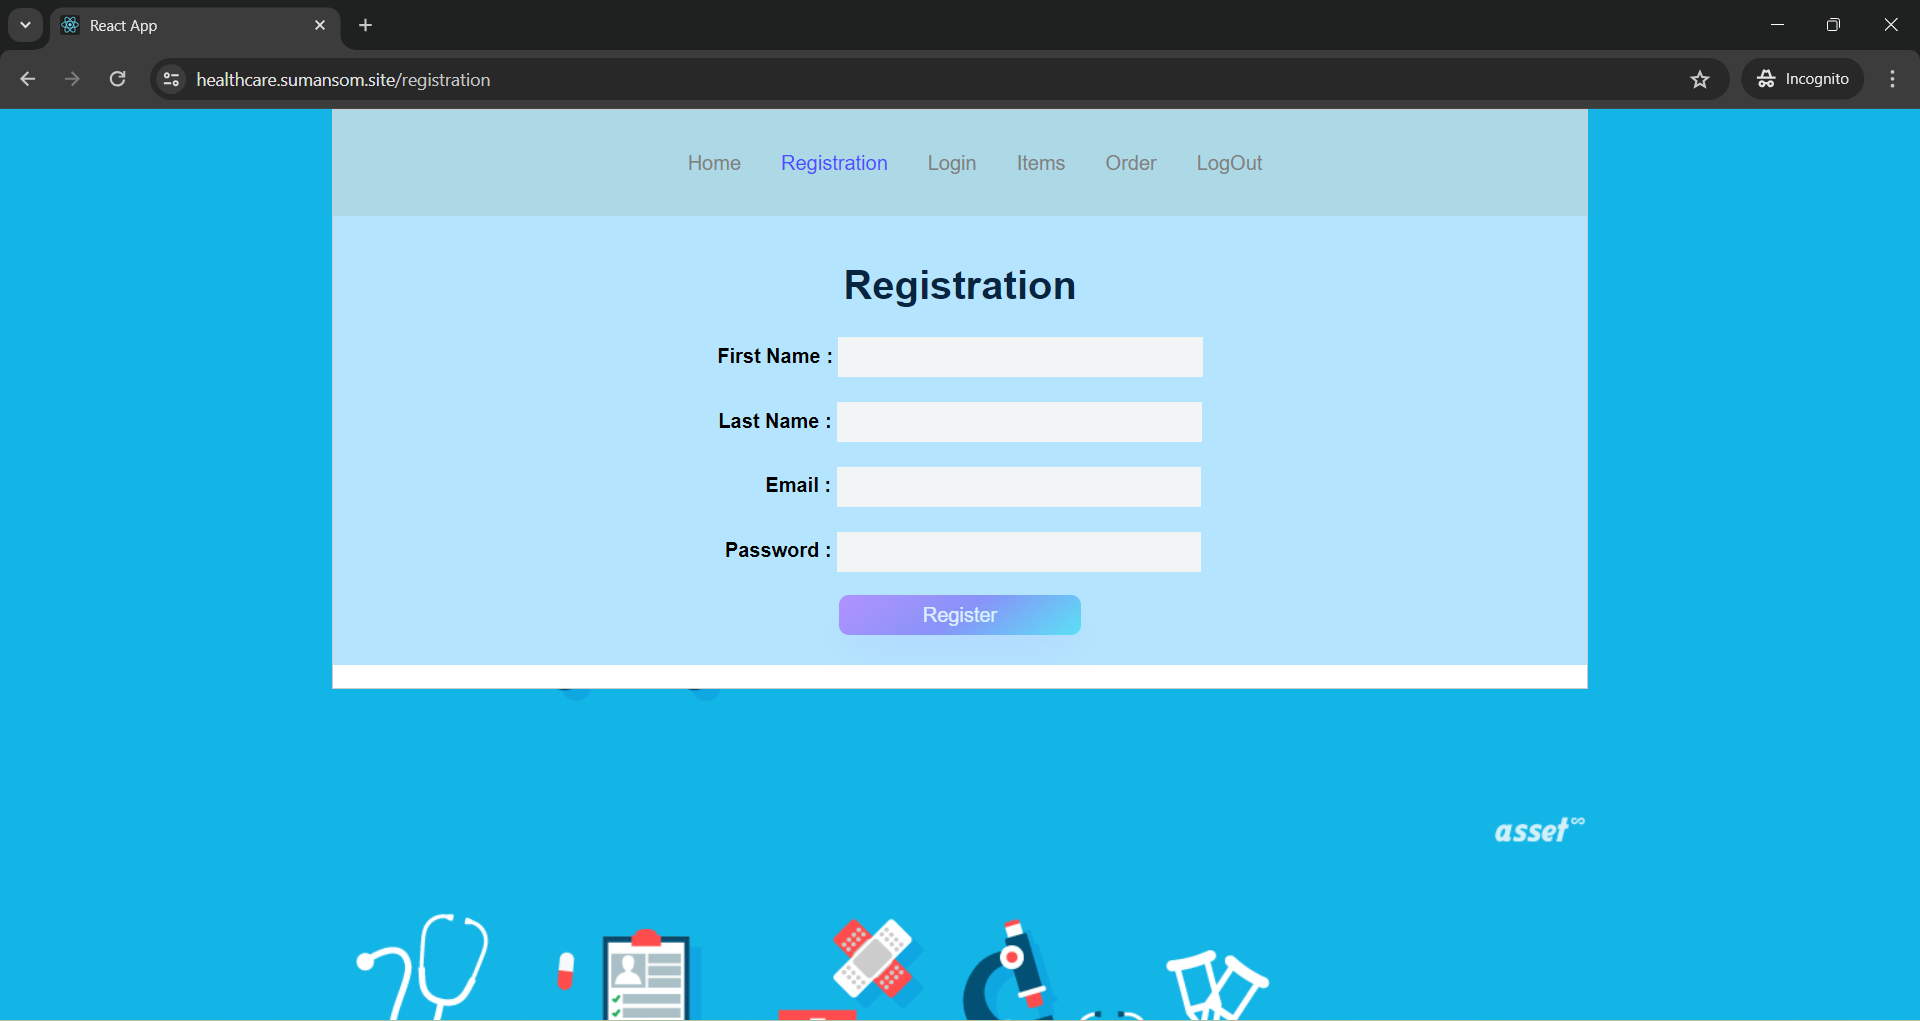 React App
healthcare.sumansom.site/registration
Incognito
Home Registration Login Items Order LogOut
Registration
First Name :
Last Name :
Email :
Password :
Register
asset∞